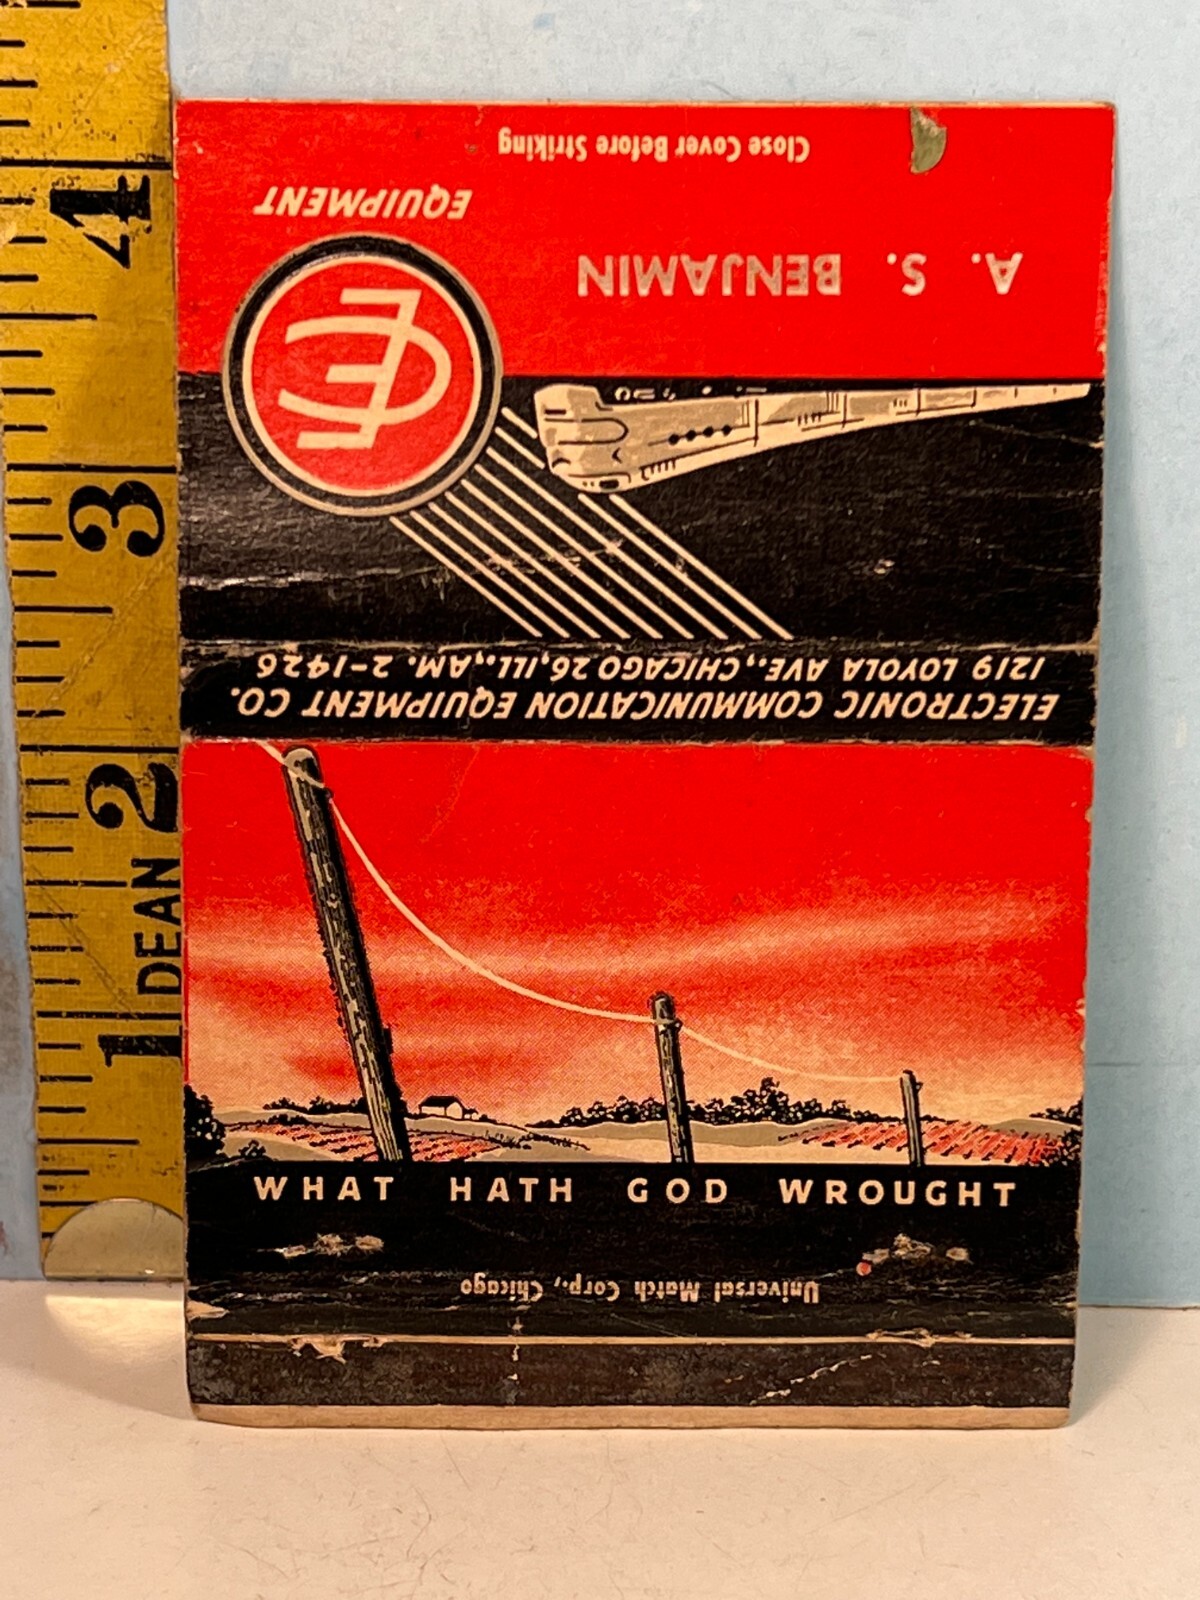 Close Cover Before Striking
EQUIPMENT
A. S. BENJAMIN
ECE
ELECTRONIC COMMUNICATION EQUIPMENT CO.
1219 LOYOLA AVE., CHICAGO 26, ILL., AM. 2-1426
WHAT HATH GOD WROUGHT
Universal Match Corp., Chicago
4
3
2
1
DEAN